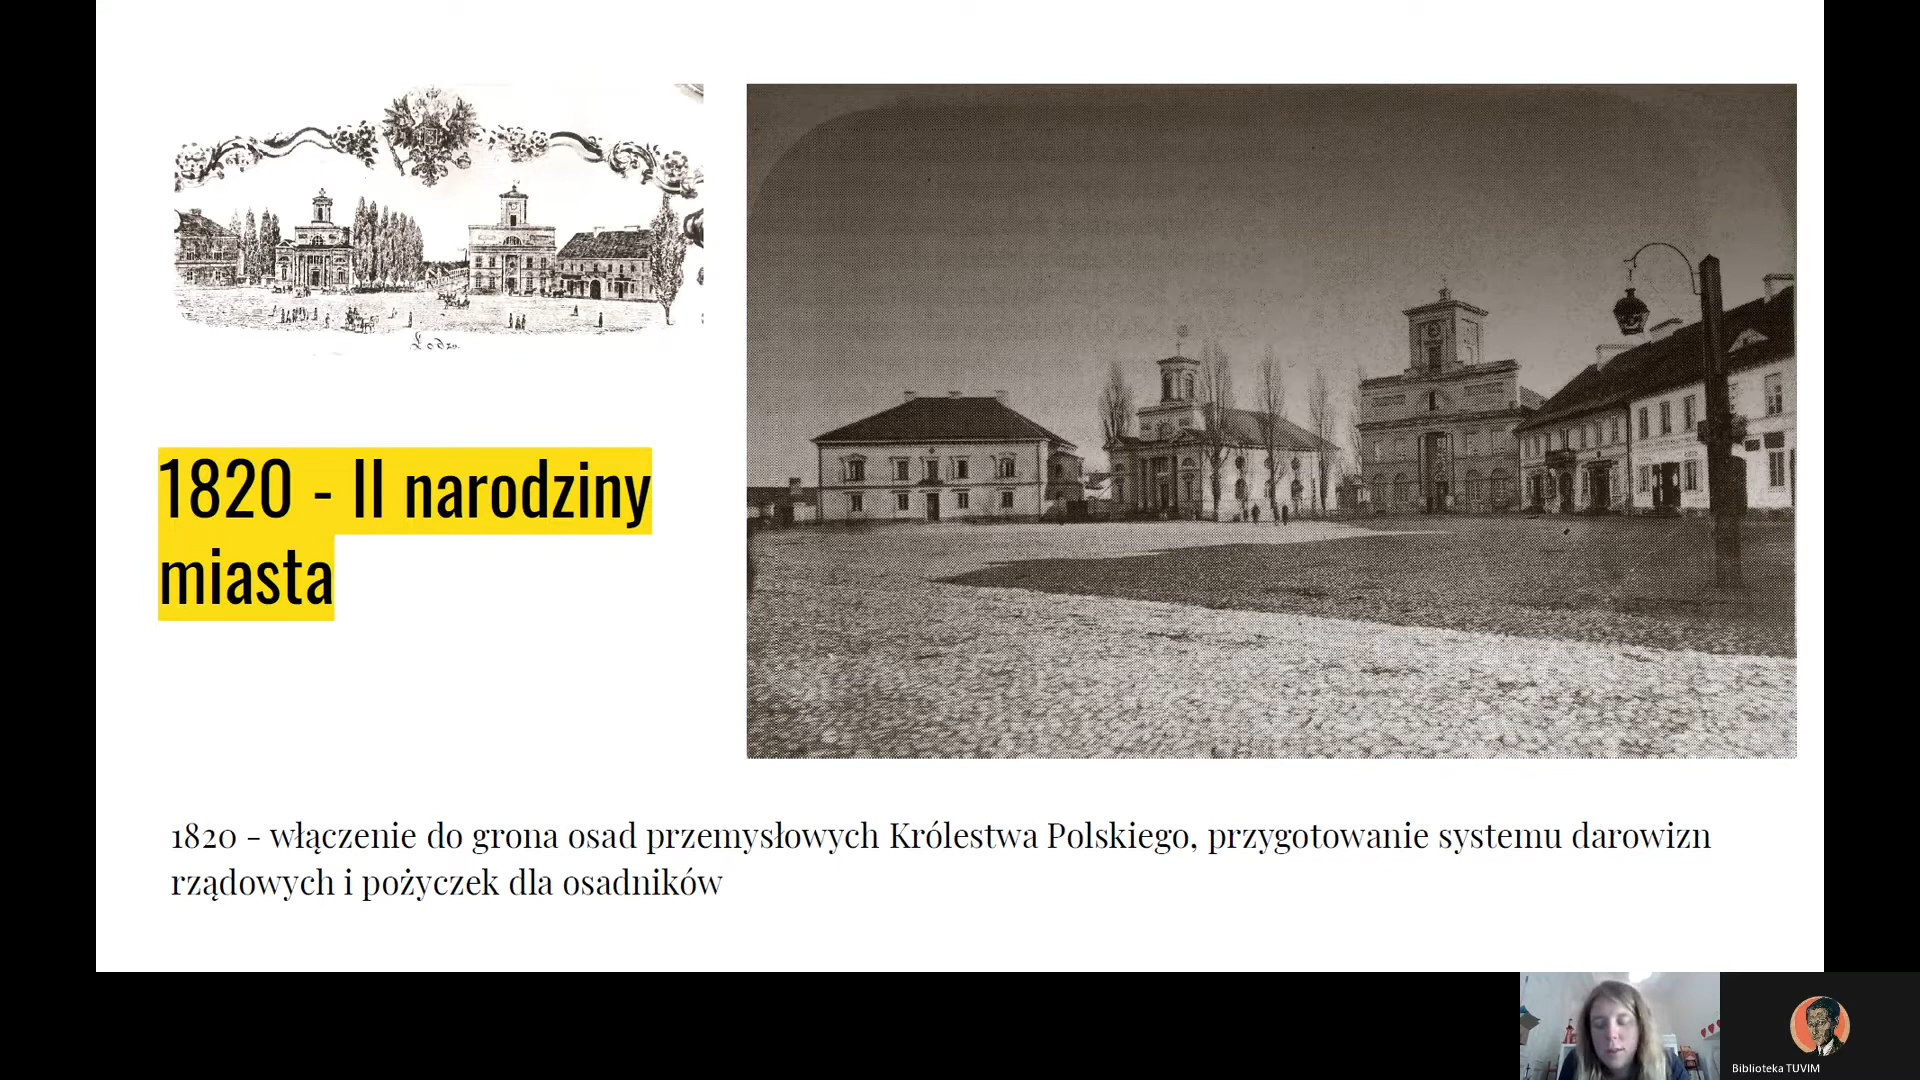 Łodz.
1820 - II narodziny
miasta
1820 - włączenie do grona osad przemysłowych Królestwa Polskiego, przygotowanie systemu darowizn
rządowych i pożyczek dla osadników
Biblioteka TUVIM